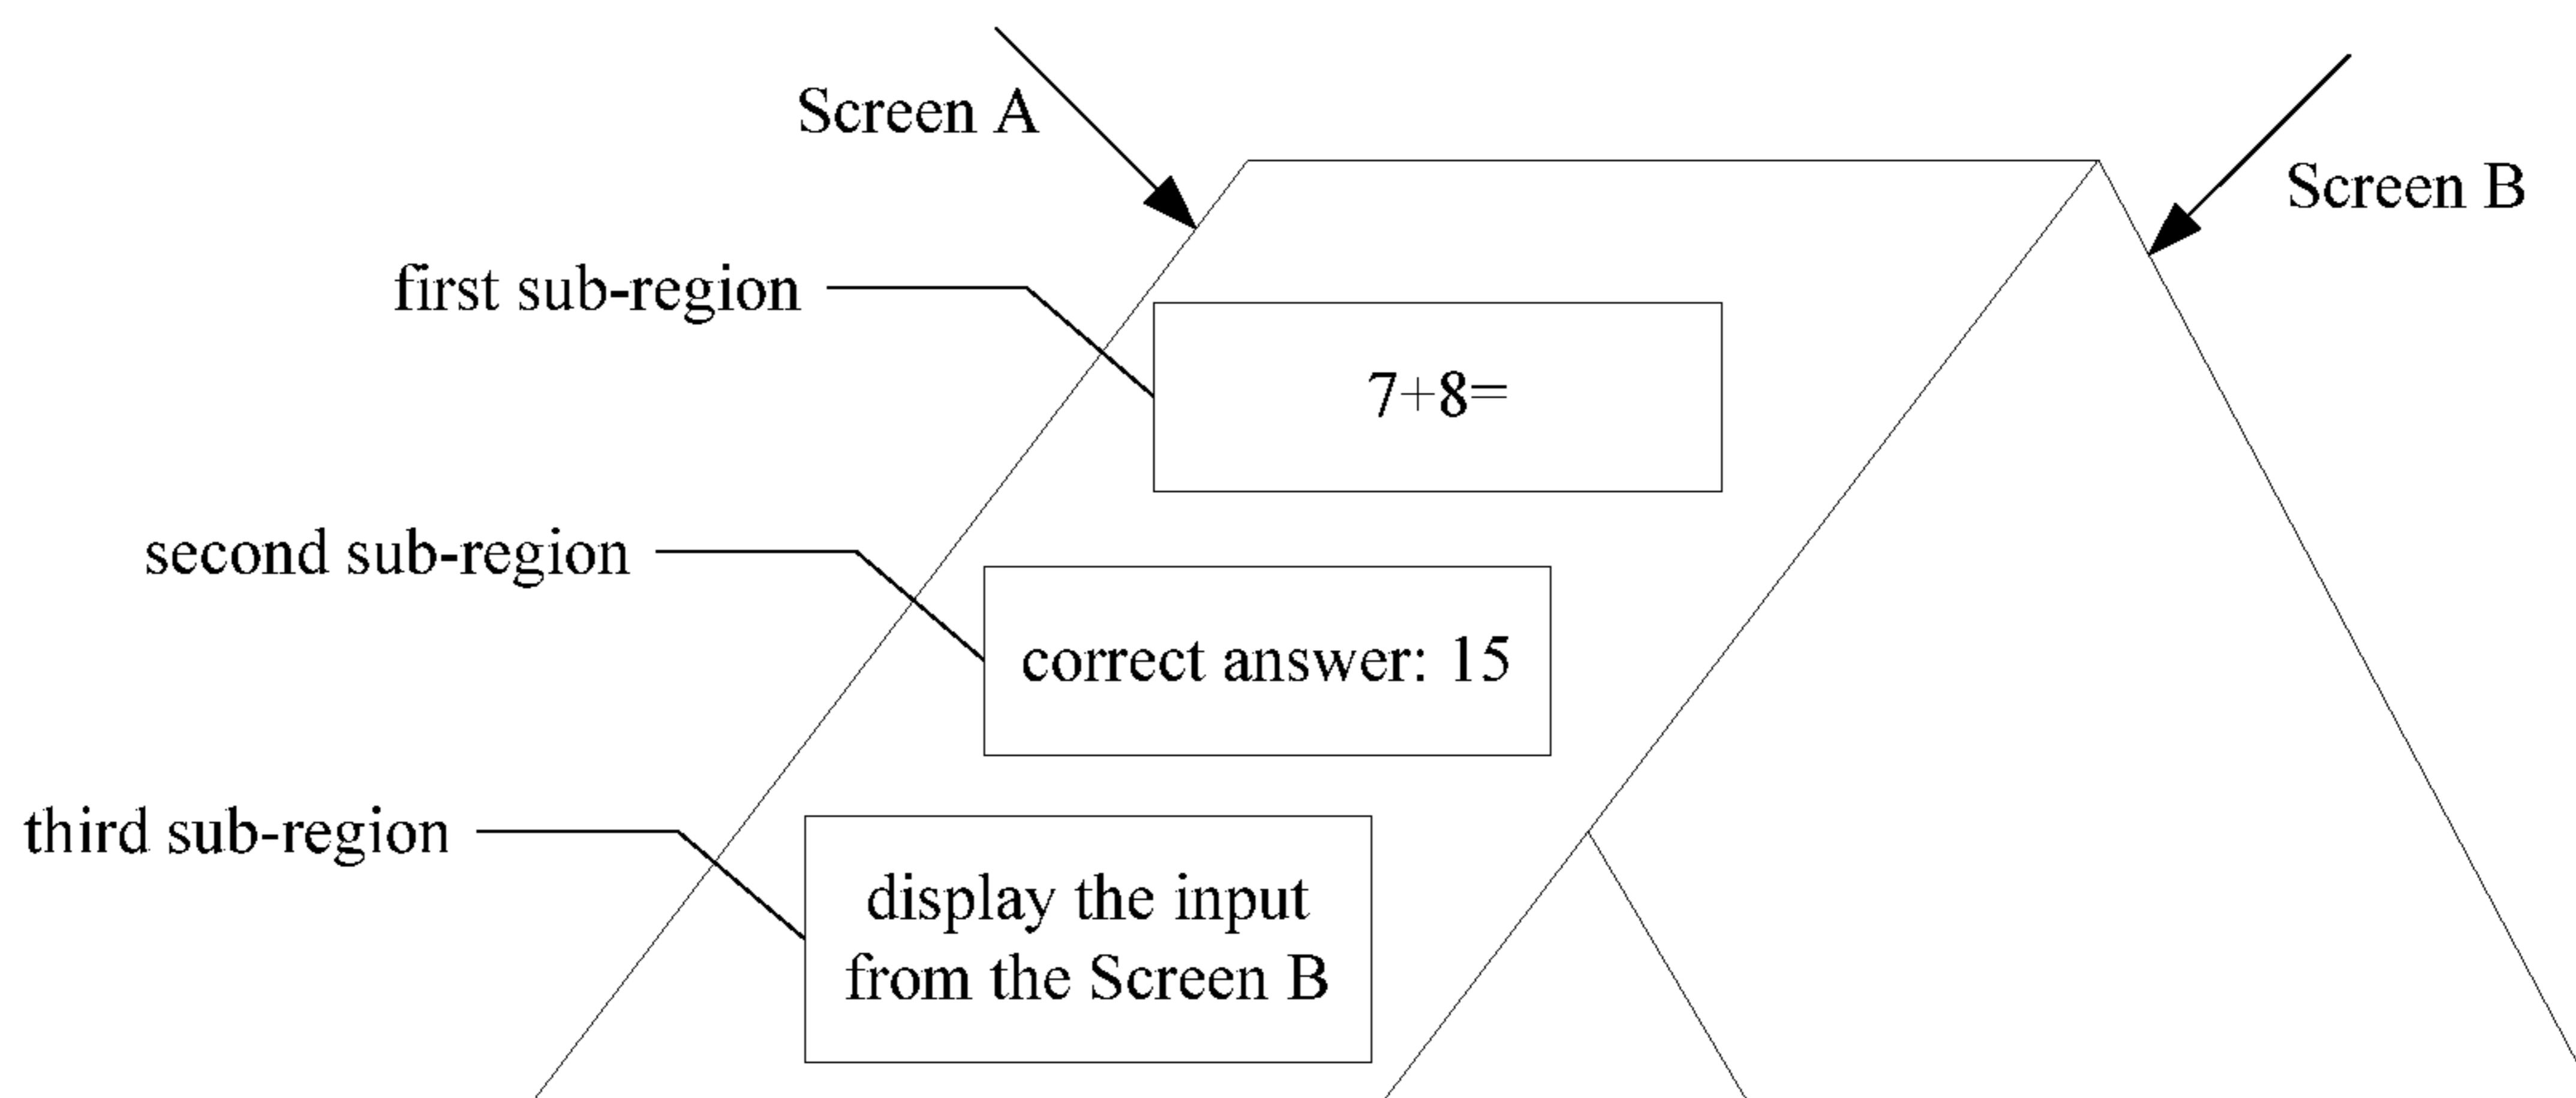 Screen A
Screen B
first sub-region
7+8=
second sub-region
correct answer: 15
third sub-region
display the input
from the Screen B